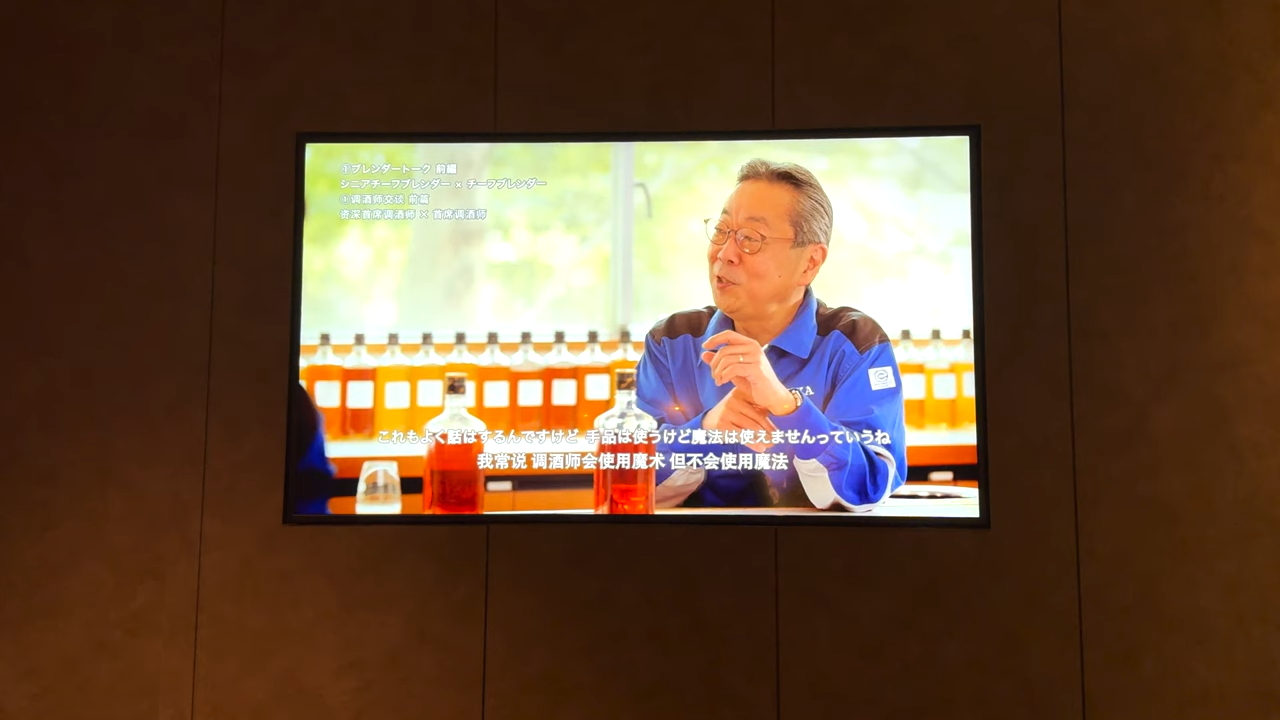 ①ブレンダートーク 前編
シニアチーフブレンダー × チーフブレンダー
①调酒师交谈 前篇
资深首席调酒师 × 首席调酒师
これもよく話はするんですけど 手品は使うけど魔法は使えませんっていうね
我常说 调酒师会使用魔术 但不会使用魔法